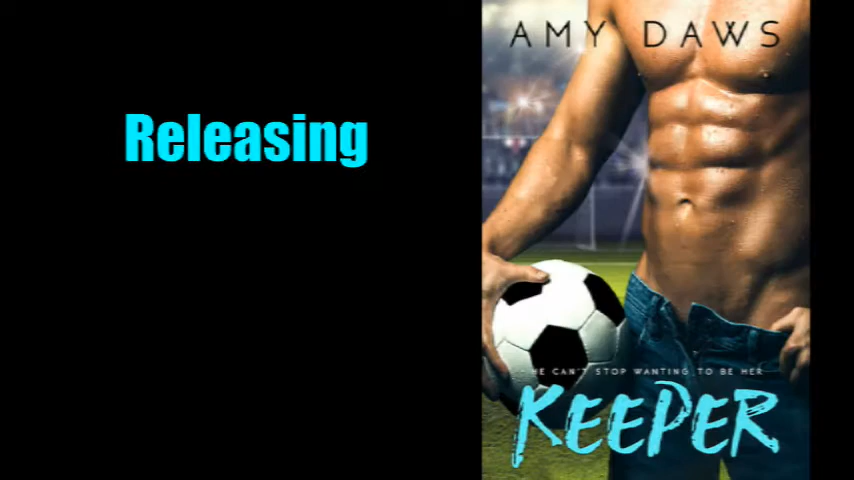 Releasing
AMY DAWS
HE CAN'T STOP WANTING TO BE HER
KEEPER